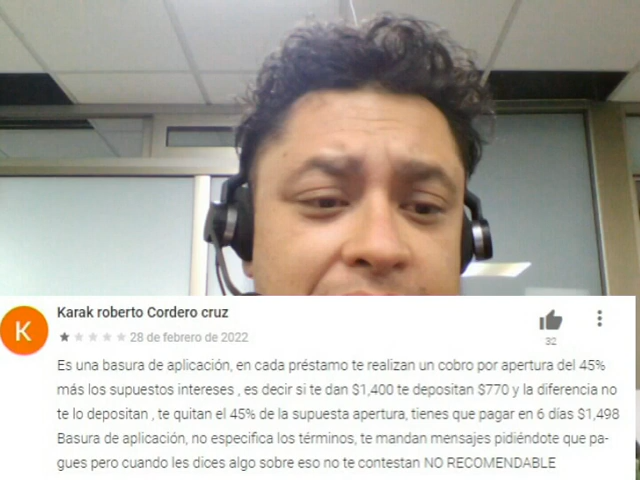 Karak roberto Cordero cruz
K
★★★★★ 28 de febrero de 2022
32
Es una basura de aplicación, en cada préstamo te realizan un cobro por apertura del 45%
más los supuestos intereses , es decir si te dan $1,400 te depositan $770 y la diferencia no
te lo depositan , te quitan el 45% de la supuesta apertura, tienes que pagar en 6 días $1,498
Basura de aplicación, no especifica los términos, te mandan mensajes pidiéndote que pa-
gues pero cuando les dices algo sobre eso no te contestan NO RECOMENDABLE